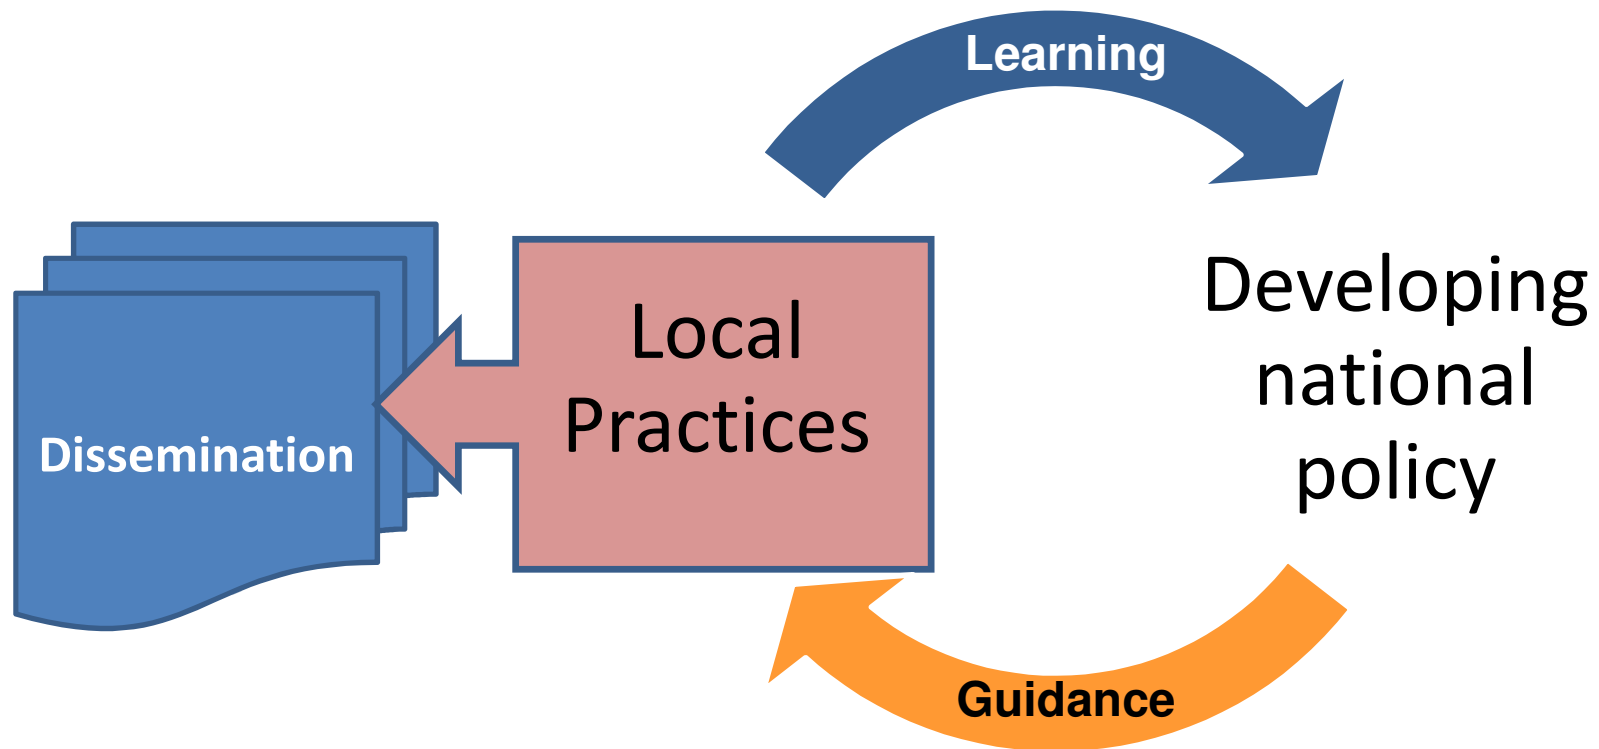 Learning
Local
Practices
Dissemination
Developing
national
policy
Guidance